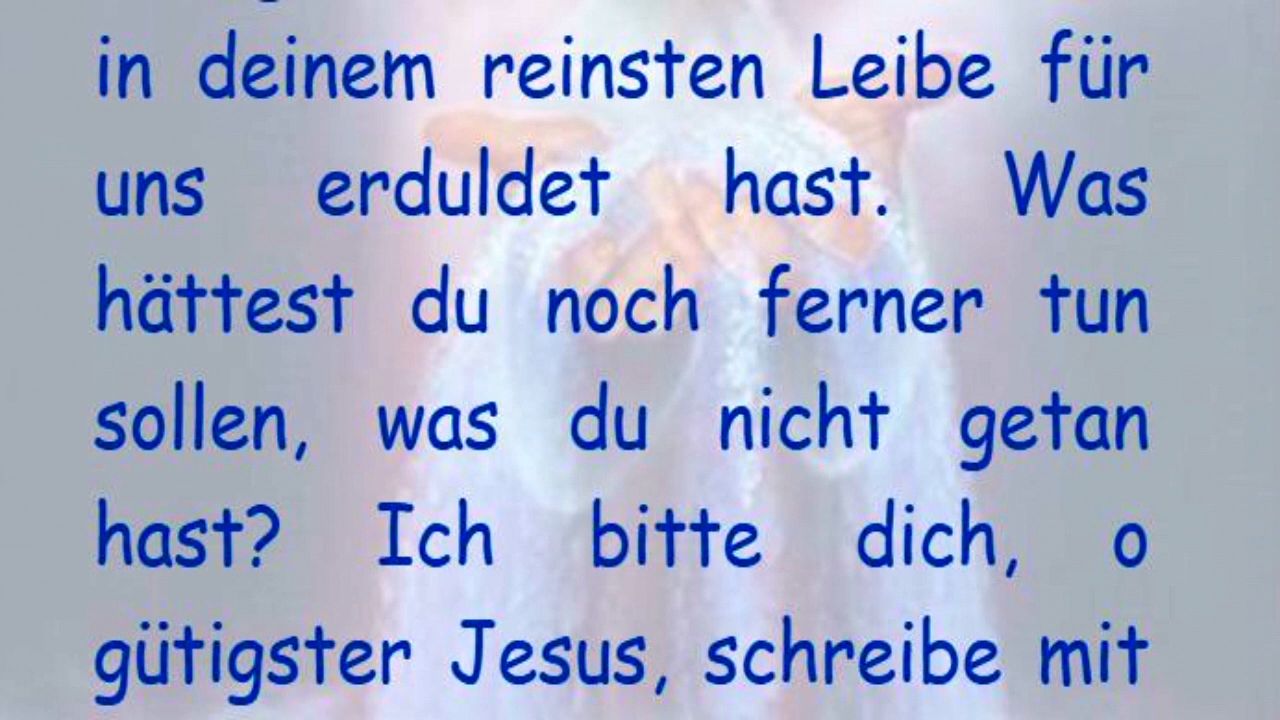 in deinem reinsten Leibe für
uns erduldet hast. Was
hättest du noch ferner tun
sollen, was du nicht getan
hast? Ich bitte dich, o
gütigster Jesus, schreibe mit